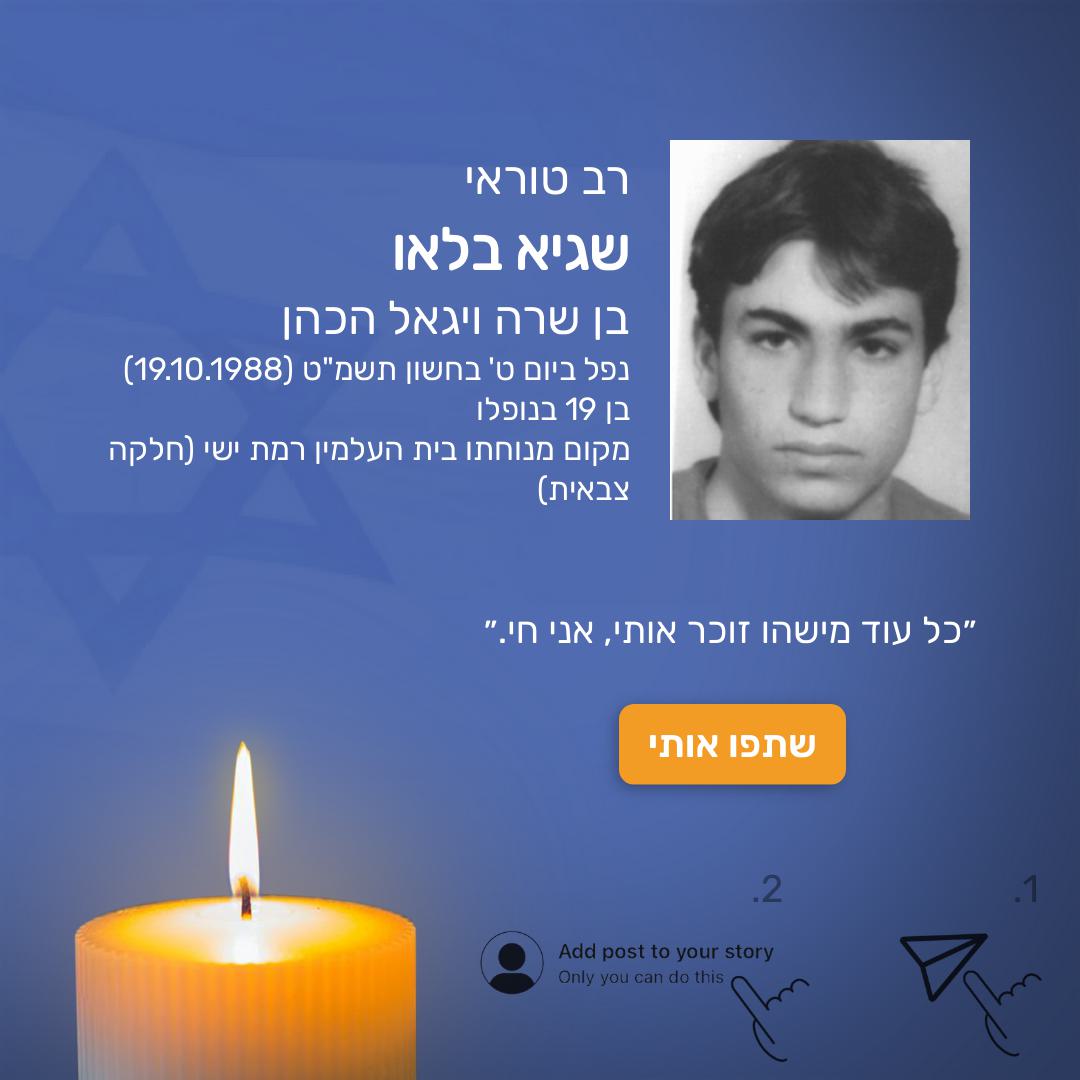 רב טוראי
שגיא בלאו
בן שרה ויגאל הכהן
נפל ביום ט' בחשון תשמ"ט (19.10.1988)
בן 19 בנופלו
מקום מנוחתו בית העלמין רמת ישי (חלקה
צבאית)
״כל עוד מישהו זוכר אותי, אני חי.״
שתפו אותי
.1
.2
Add post to your story
Only you can do this